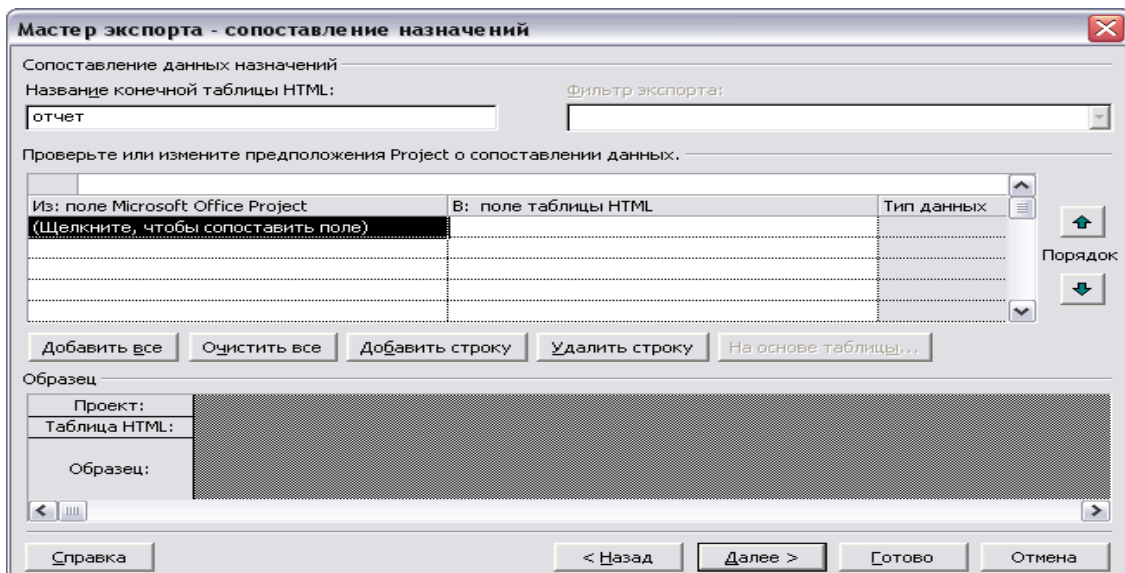 Мастер экспорта - сопоставление назначений
Сопоставление данных назначений
Название конечной таблицы HTML:
Фильтр экспорта:
отчет
Проверьте или измените предположения Project о сопоставлении данных.
Из: поле Microsoft Office Project В: поле таблицы HTML Тип данных
(Щелкните, чтобы сопоставить поле)
Порядок
Добавить все Очистить все Добавить строку Удалить строку На основе таблицы...
Образец
Проект:
Таблица HTML:
Образец:
Справка < Назад Далее > Готово Отмена